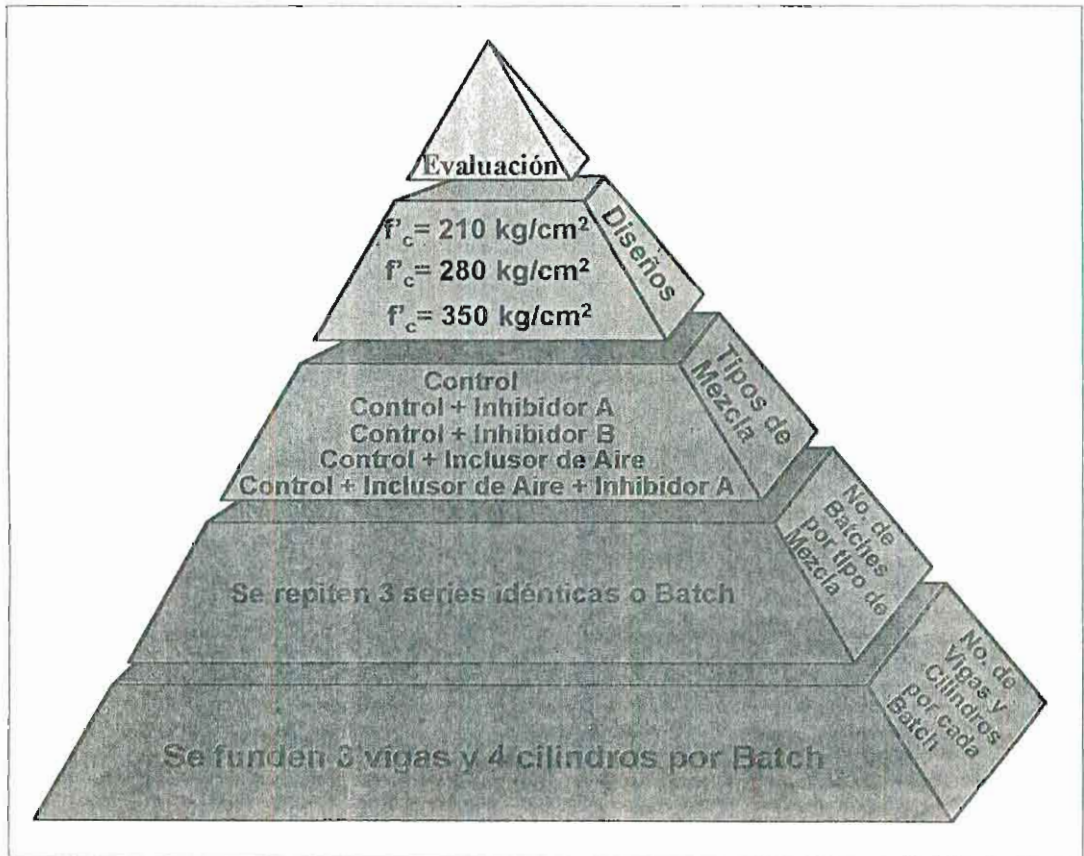 Evaluación
f'c= 210 kg/cm²
f'c= 280 kg/cm²
f'c= 350 kg/cm²
Diseños
Control
Control + Inhibidor A
Control + Inhibidor B
Control + Inclusor de Aire
Control + Inclusor de Aire + Inhibidor A
Tipos de
Mezcla
Se repiten 3 series idénticas o Batch
No. de
Batches
por tipo de
Mezcla
Se funden 3 vigas y 4 cilindros por Batch
No. de
Vigas y
Cilindros
por cada
Batch